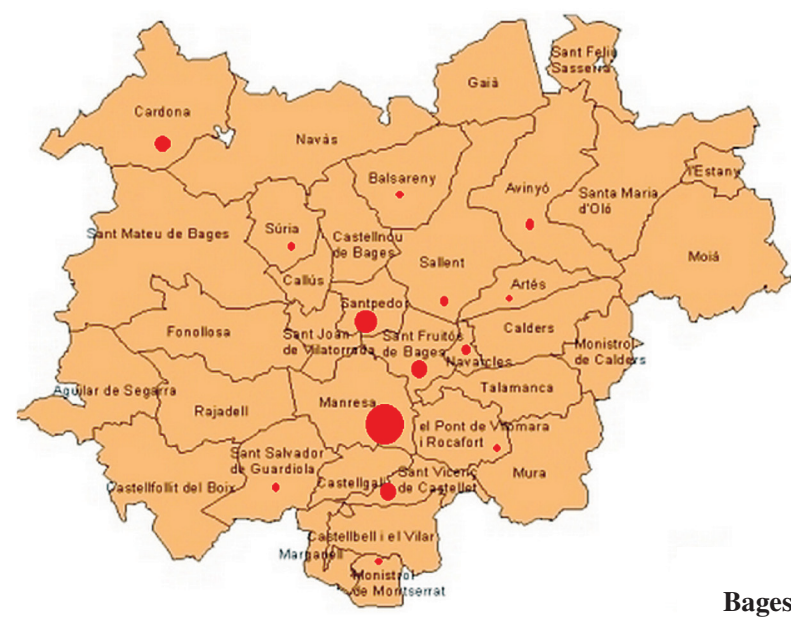 Sant Feliu
Sasserra
Gaià
Cardona
Navàs
l'Estany
Balsareny
Avinyó
Santa Maria
d'Oló
Súria
Sant Mateu de Bages
Castellnou
de Bages
Moià
Sallent
Callús
Artés
Santpedor
Fonollosa
Sant Joan
de Vilatorrada
Sant Fruitós
de Bages
Calders
Navarcles
Monistrol
de Calders
Aguilar de Segarra
Talamanca
Rajadell
Manresa
el Pont de Vilomara
i Rocafort
Sant Salvador
de Guardiola
Mura
Castellgalí
Sant Vicenç
de Castellet
Castellfollit del Boix
Castellbell i el Vilar
Marganell
Monistrol
de Montserrat
Bages